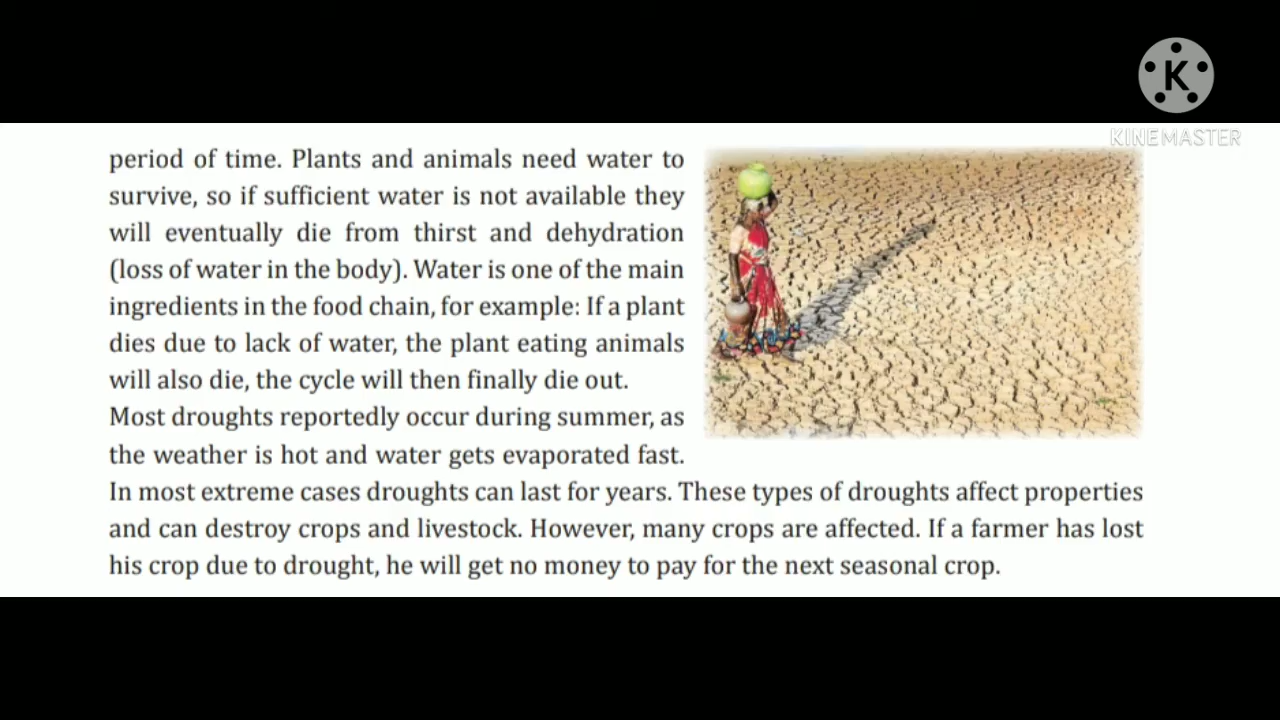 K
KINEMASTER
period of time. Plants and animals need water to
survive, so if sufficient water is not available they
will eventually die from thirst and dehydration
(loss of water in the body). Water is one of the main
ingredients in the food chain, for example: If a plant
dies due to lack of water, the plant eating animals
will also die, the cycle will then finally die out.
Most droughts reportedly occur during summer, as
the weather is hot and water gets evaporated fast.
In most extreme cases droughts can last for years. These types of droughts affect properties
and can destroy crops and livestock. However, many crops are affected. If a farmer has lost
his crop due to drought, he will get no money to pay for the next seasonal crop.